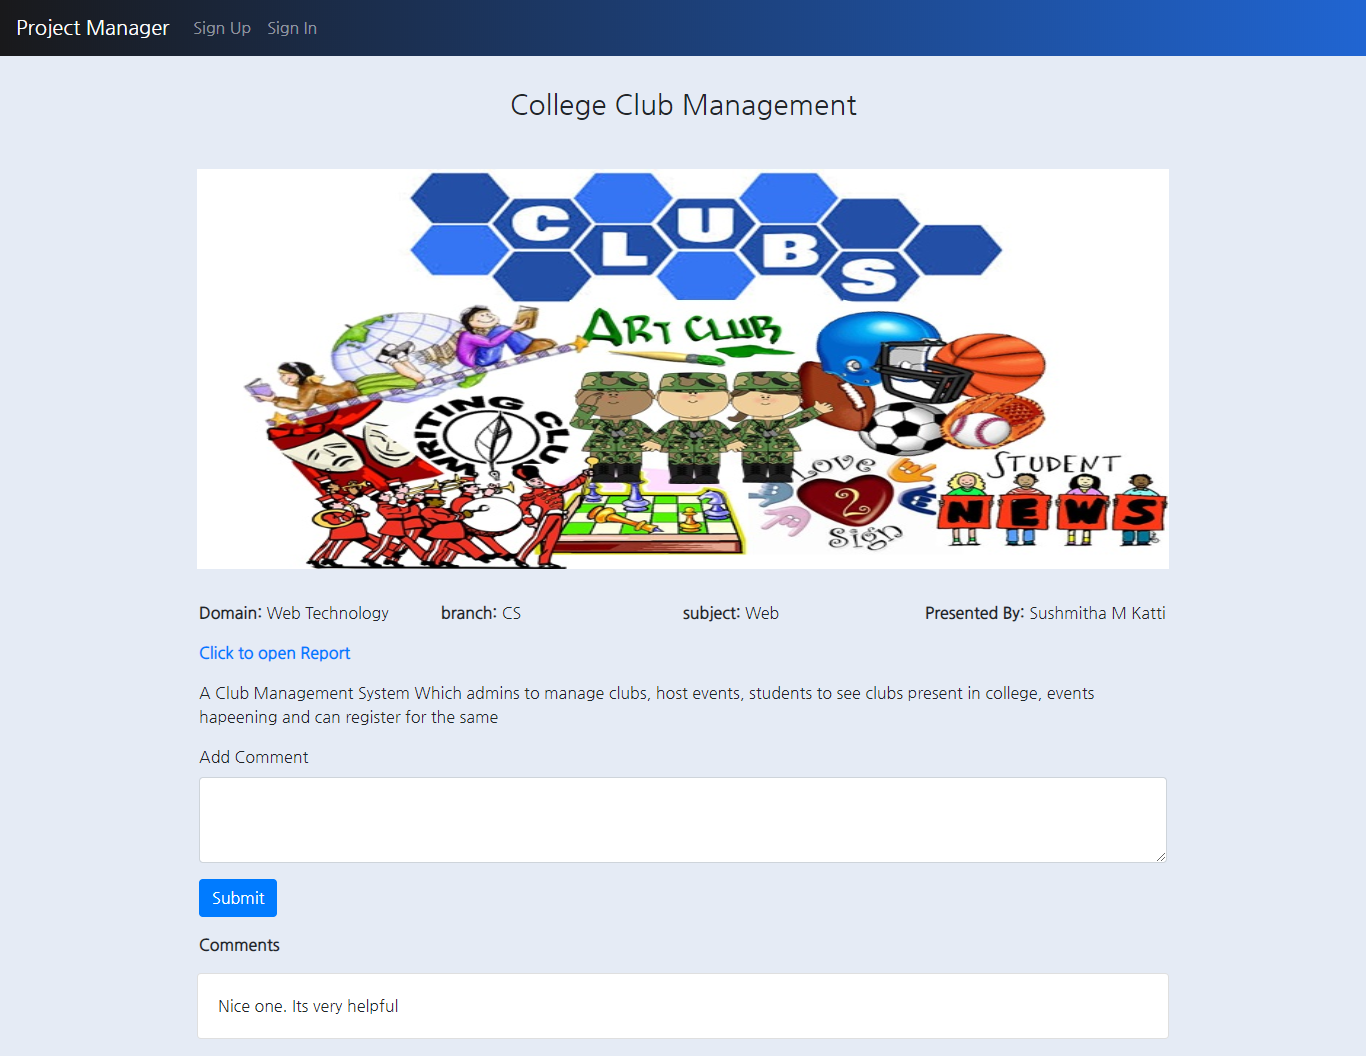 Project Manager Sign Up Sign In
College Club Management
CLUBS
ART CLUB
WRITING CLU
LOVE
2
Sign
STUDENT
NEWS
Domain: Web Technology branch: CS subject: Web Presented By: Sushmitha M Katti
Click to open Report
A Club Management System Which admins to manage clubs, host events, students to see clubs present in college, events
hapeening and can register for the same
Add Comment
Submit
Comments
Nice one. Its very helpful